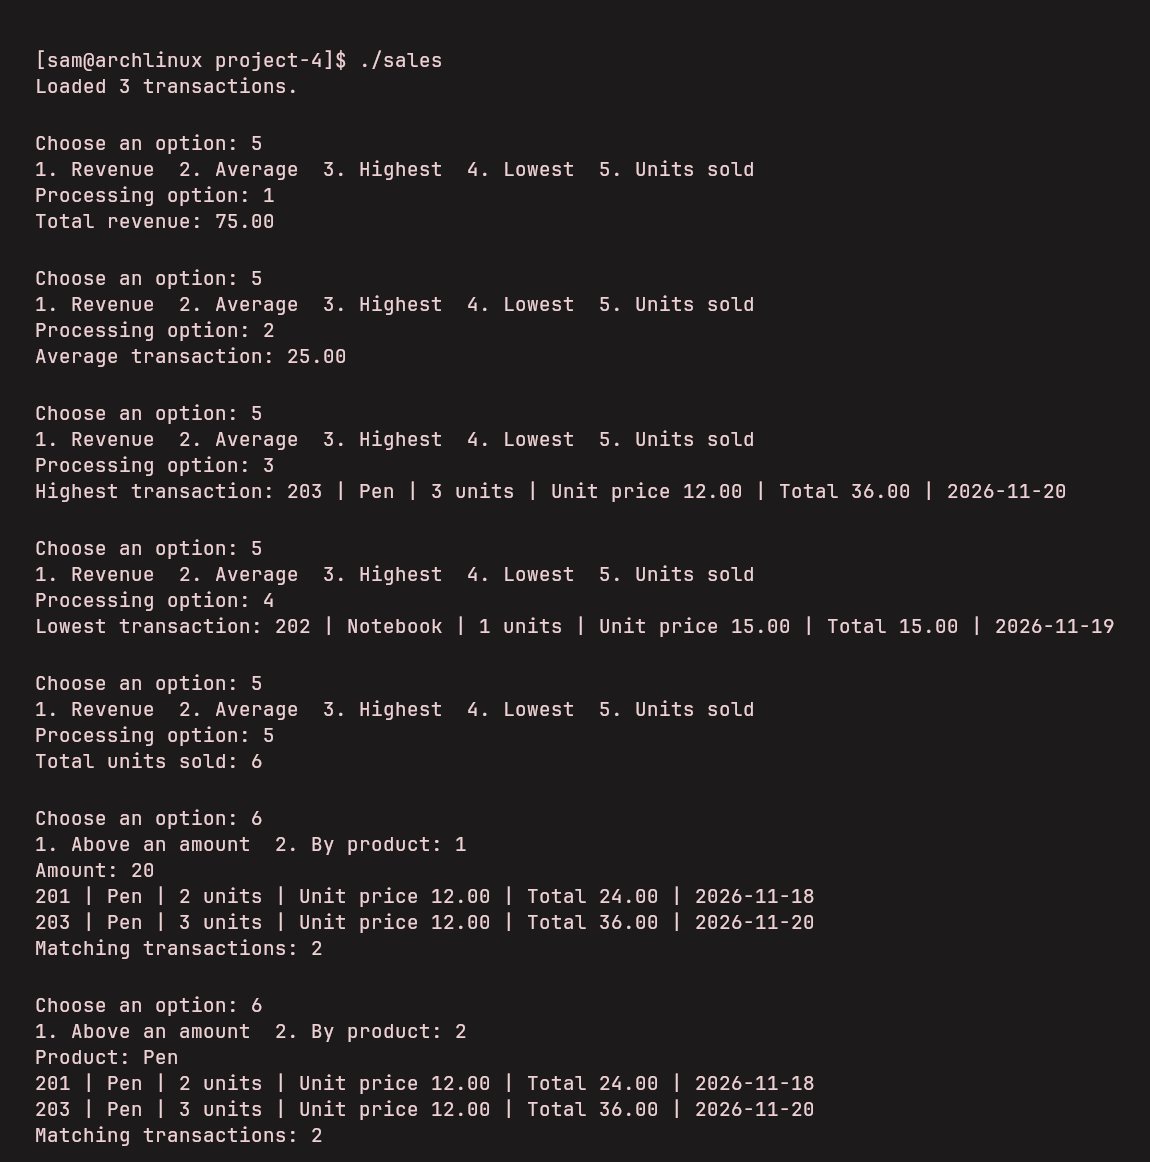 [sam@archlinux project-4]$ ./sales
Loaded 3 transactions.
Choose an option: 5
1. Revenue  2. Average  3. Highest  4. Lowest  5. Units sold
Processing option: 1
Total revenue: 75.00
Choose an option: 5
1. Revenue  2. Average  3. Highest  4. Lowest  5. Units sold
Processing option: 2
Average transaction: 25.00
Choose an option: 5
1. Revenue  2. Average  3. Highest  4. Lowest  5. Units sold
Processing option: 3
Highest transaction: 203 | Pen | 3 units | Unit price 12.00 | Total 36.00 | 2026-11-20
Choose an option: 5
1. Revenue  2. Average  3. Highest  4. Lowest  5. Units sold
Processing option: 4
Lowest transaction: 202 | Notebook | 1 units | Unit price 15.00 | Total 15.00 | 2026-11-19
Choose an option: 5
1. Revenue  2. Average  3. Highest  4. Lowest  5. Units sold
Processing option: 5
Total units sold: 6
Choose an option: 6
1. Above an amount  2. By product: 1
Amount: 20
201 | Pen | 2 units | Unit price 12.00 | Total 24.00 | 2026-11-18
203 | Pen | 3 units | Unit price 12.00 | Total 36.00 | 2026-11-20
Matching transactions: 2
Choose an option: 6
1. Above an amount  2. By product: 2
Product: Pen
201 | Pen | 2 units | Unit price 12.00 | Total 24.00 | 2026-11-18
203 | Pen | 3 units | Unit price 12.00 | Total 36.00 | 2026-11-20
Matching transactions: 2